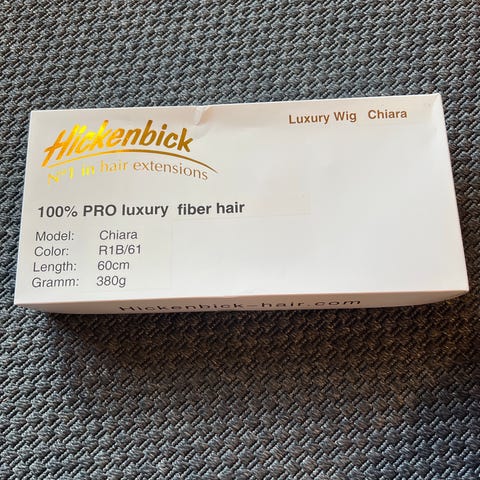 Luxury Wig Chiara
Hickenbick
N°1 in hair extensions
100% PRO luxury fiber hair
Model: Chiara
Color: R1B/61
Length: 60cm
Gramm: 380g
Hickenbick-hair.com